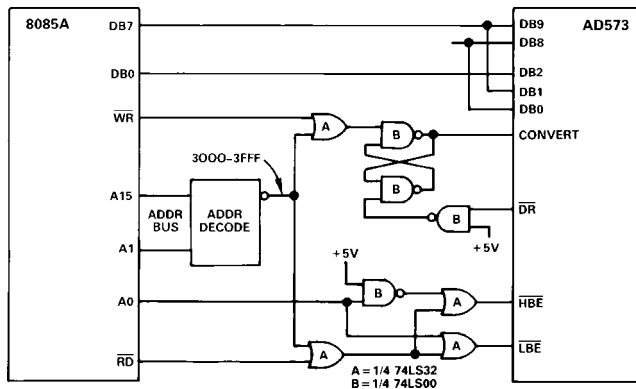 8085A
AD573
DB7
DB9
DB8
DB0
DB2
DB1
DB0
WR
A
B
CONVERT
3000-3FFF
B
A15
ADDR
BUS
ADDR
DECODE
B
DR
+5V
A1
+5V
B
A0
A
HBE
RD
A
A
LBE
A = 1/4 74LS32
B = 1/4 74LS00